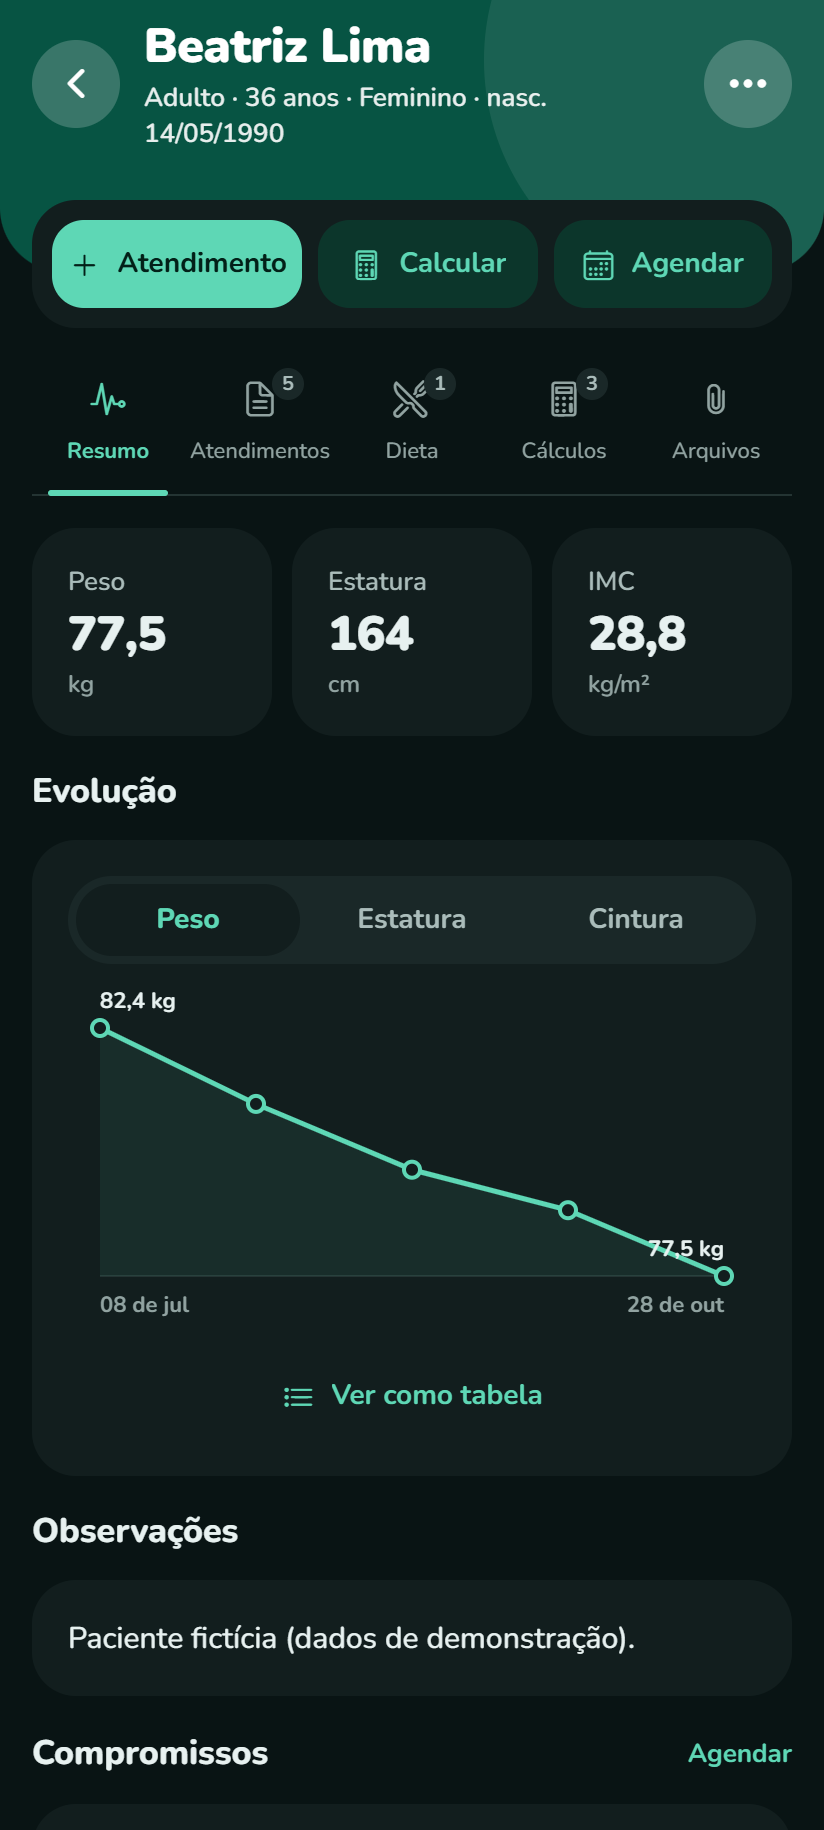 Beatriz Lima
Adulto · 36 anos · Feminino · nasc.
14/05/1990
Atendimento
Calcular
Agendar
5
1
3
Resumo
Atendimentos
Dieta
Cálculos
Arquivos
Peso
77,5
kg
Estatura
164
cm
IMC
28,8
kg/m²
Evolução
Peso
Estatura
Cintura
82,4 kg
77,5 kg
08 de jul
28 de out
Ver como tabela
Observações
Paciente fictícia (dados de demonstração).
Compromissos
Agendar